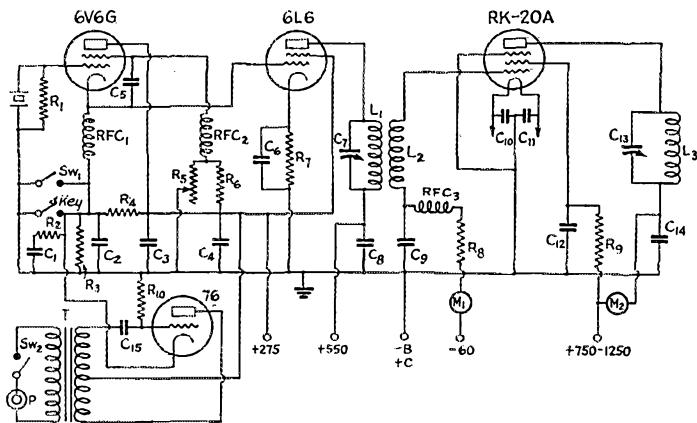 6V6G 6L6 RK-20A
R1 C5 RFC1 RFC2 C6 R7 C7 L1 L2 C10 C11 C13 L3
Sw1 R5 R6 RFC3
Key R4
R2 C1 R3 C2 C3 C4 C8 C9 R8 C12 R9 C14
R10 76 M1 M2
T C15
Sw2 +275 +550 -B -60 +750-1250
P +C